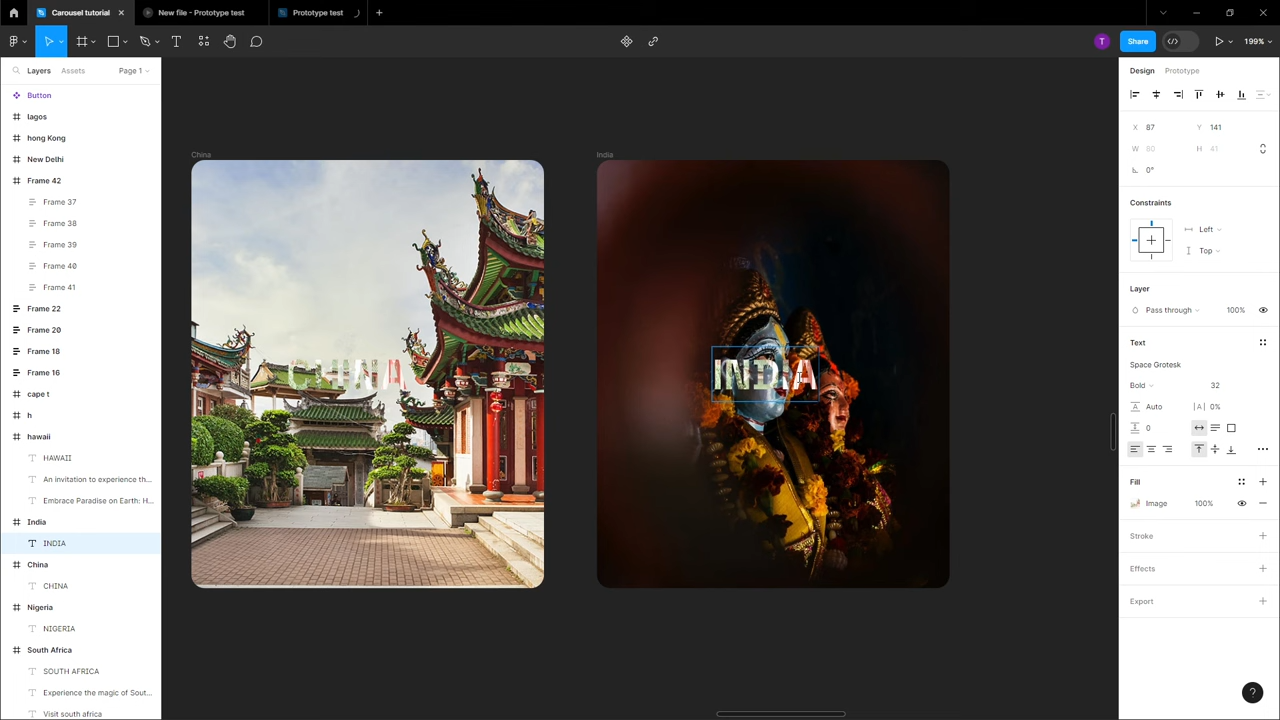 Carousel tutorial
New file - Prototype test
Prototype test
Share
199%
Layers
Assets
Page 1
Button
lagos
hong Kong
New Delhi
Frame 42
Frame 37
Frame 38
Frame 39
Frame 40
Frame 41
Frame 22
Frame 20
Frame 18
Frame 16
cape t
h
hawaii
HAWAII
An invitation to experience th...
Embrace Paradise on Earth: H...
India
INDIA
China
CHINA
Nigeria
NIGERIA
South Africa
SOUTH AFRICA
Experience the magic of Sout...
Visit south africa
China
CHINA
India
INDIA
Design
Prototype
X 87
Y 141
W 80
H 41
0°
Constraints
Left
Top
Layer
Pass through
100%
Text
Space Grotesk
Bold
32
Auto
|A| 0%
0
Fill
Image
100%
Stroke
Effects
Export
?